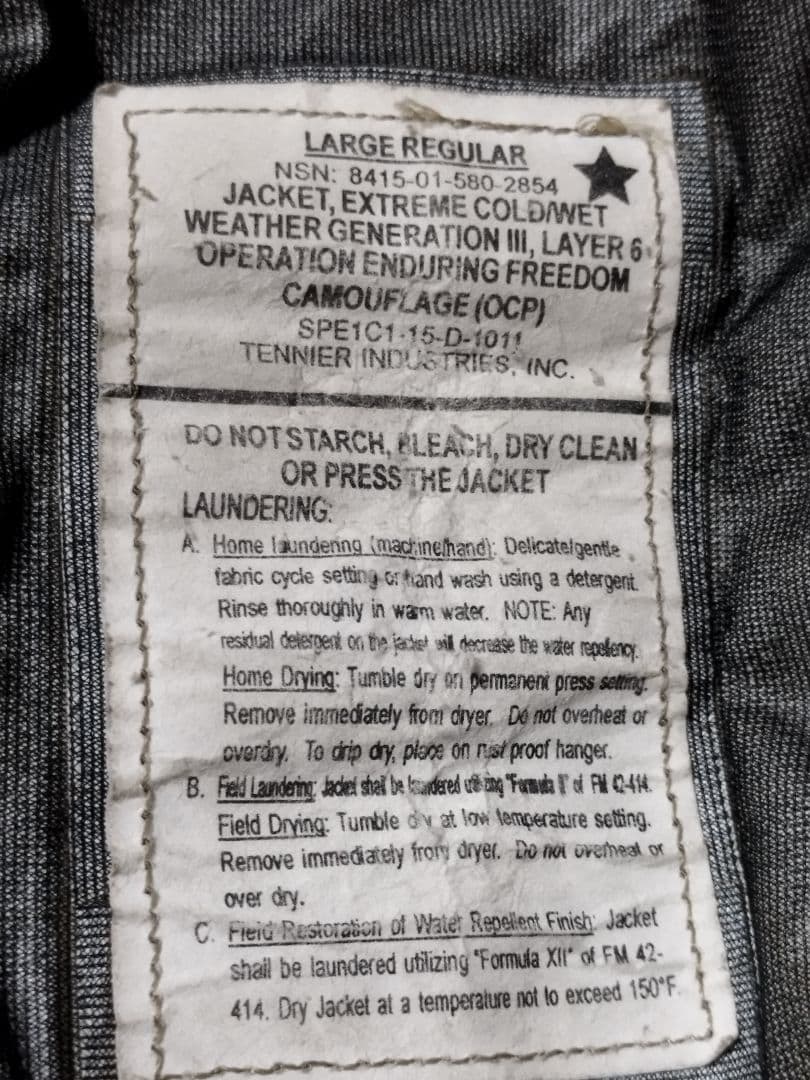 LARGE REGULAR
NSN: 8415-01-580-2854
JACKET, EXTREME COLD/WET
WEATHER GENERATION III, LAYER 6
OPERATION ENDURING FREEDOM
CAMOUFLAGE (OCP)
SPE1C1-15-D-1011
TENNIER INDUSTRIES, INC.
DO NOT STARCH, BLEACH, DRY CLEAN
OR PRESS THE JACKET
LAUNDERING:
A. Home laundering (machine/hand): Delicate/gentle
fabric cycle setting or hand wash using a detergent.
Rinse thoroughly in warm water. NOTE: Any
residual detergent on the jacket will decrease the water repellency.
Home Drying: Tumble dry on permanent press setting.
Remove immediately from dryer. Do not overheat or
overdry. To drip dry, place on rust proof hanger.
B. Field Laundering: Jacket shall be laundered utilizing "Formula II" of FM 42-414.
Field Drying: Tumble dry at low temperature setting.
Remove immediately from dryer. Do not overheat or
over dry.
C. Field Restoration of Water Repellent Finish: Jacket
shall be laundered utilizing "Formula XII" of FM 42-
414. Dry Jacket at a temperature not to exceed 150°F.